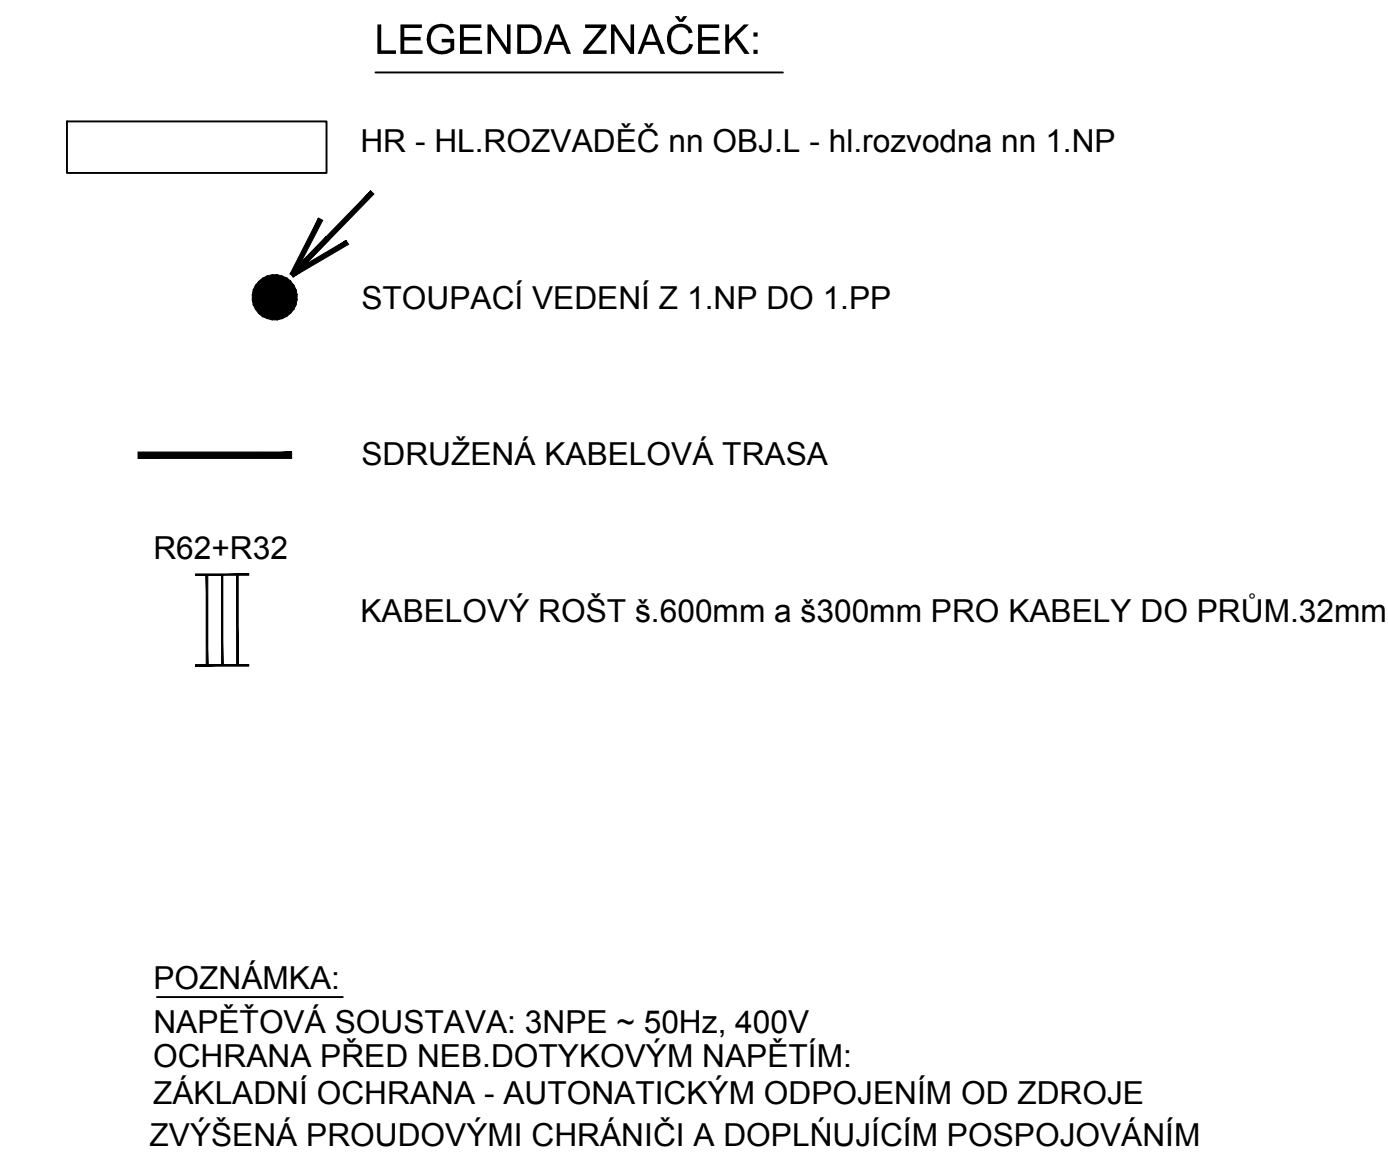 LEGENDA ZNAČEK:
HR - HL.ROZVADĚČ nn OBJ.L - hl.rozvodna nn 1.NP
STOUPACÍ VEDENÍ Z 1.NP DO 1.PP
SDRUŽENÁ KABELOVÁ TRASA
R62+R32
KABELOVÝ ROŠT š.600mm a š300mm PRO KABELY DO PRŮM.32mm
POZNÁMKA:
NAPĚŤOVÁ SOUSTAVA: 3NPE ~ 50Hz, 400V
OCHRANA PŘED NEB.DOTYKOVÝM NAPĚTÍM:
ZÁKLADNÍ OCHRANA - AUTONATICKÝM ODPOJENÍM OD ZDROJE
ZVÝŠENÁ PROUDOVÝMI CHRÁNIČI A DOPLŃUJÍCÍM POSPOJOVÁNÍM